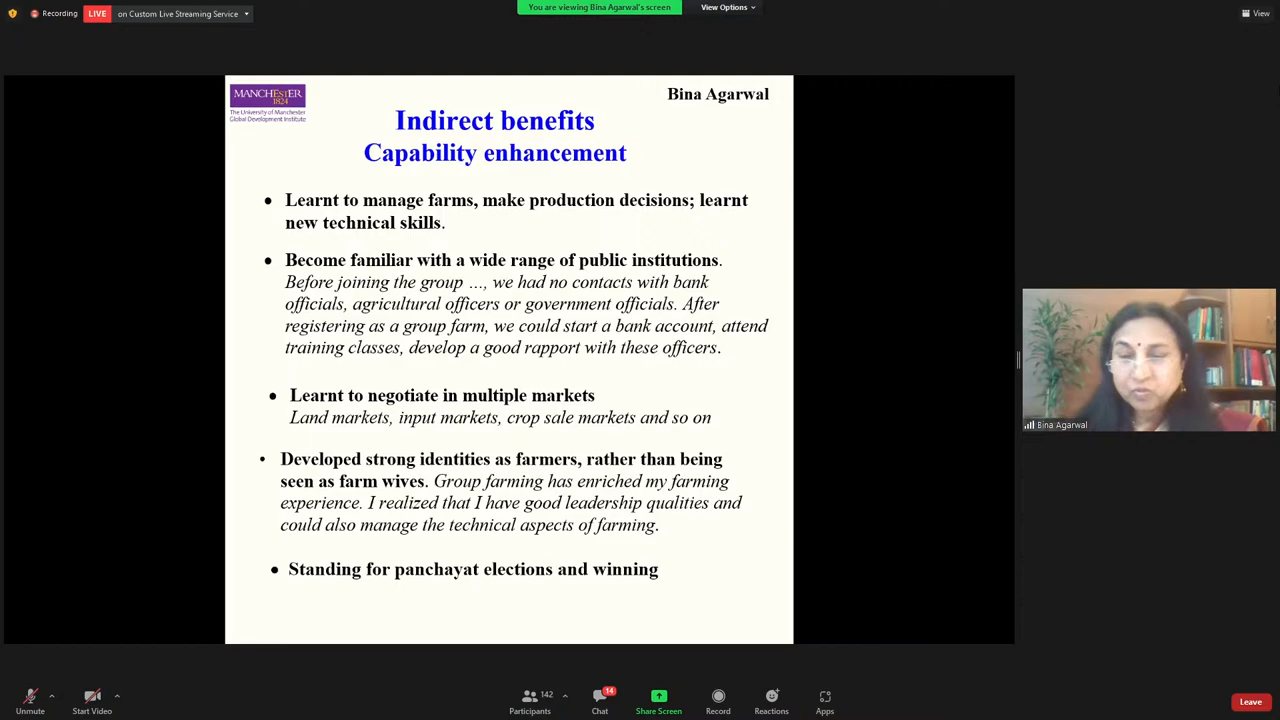 Recording
LIVE
on Custom Live Streaming Service
You are viewing Bina Agarwal's screen
View Options
View
MANCHESTER
1824
The University of Manchester
Global Development Institute
Bina Agarwal
Indirect benefits
Capability enhancement
• Learnt to manage farms, make production decisions; learnt
new technical skills.
• Become familiar with a wide range of public institutions.
Before joining the group …, we had no contacts with bank
officials, agricultural officers or government officials. After
registering as a group farm, we could start a bank account, attend
training classes, develop a good rapport with these officers.
• Learnt to negotiate in multiple markets
Land markets, input markets, crop sale markets and so on
• Developed strong identities as farmers, rather than being
seen as farm wives. Group farming has enriched my farming
experience. I realized that I have good leadership qualities and
could also manage the technical aspects of farming.
• Standing for panchayat elections and winning
Bina Agarwal
Unmute
Start Video
142
Participants
14
Chat
Share Screen
Record
Reactions
Apps
Leave